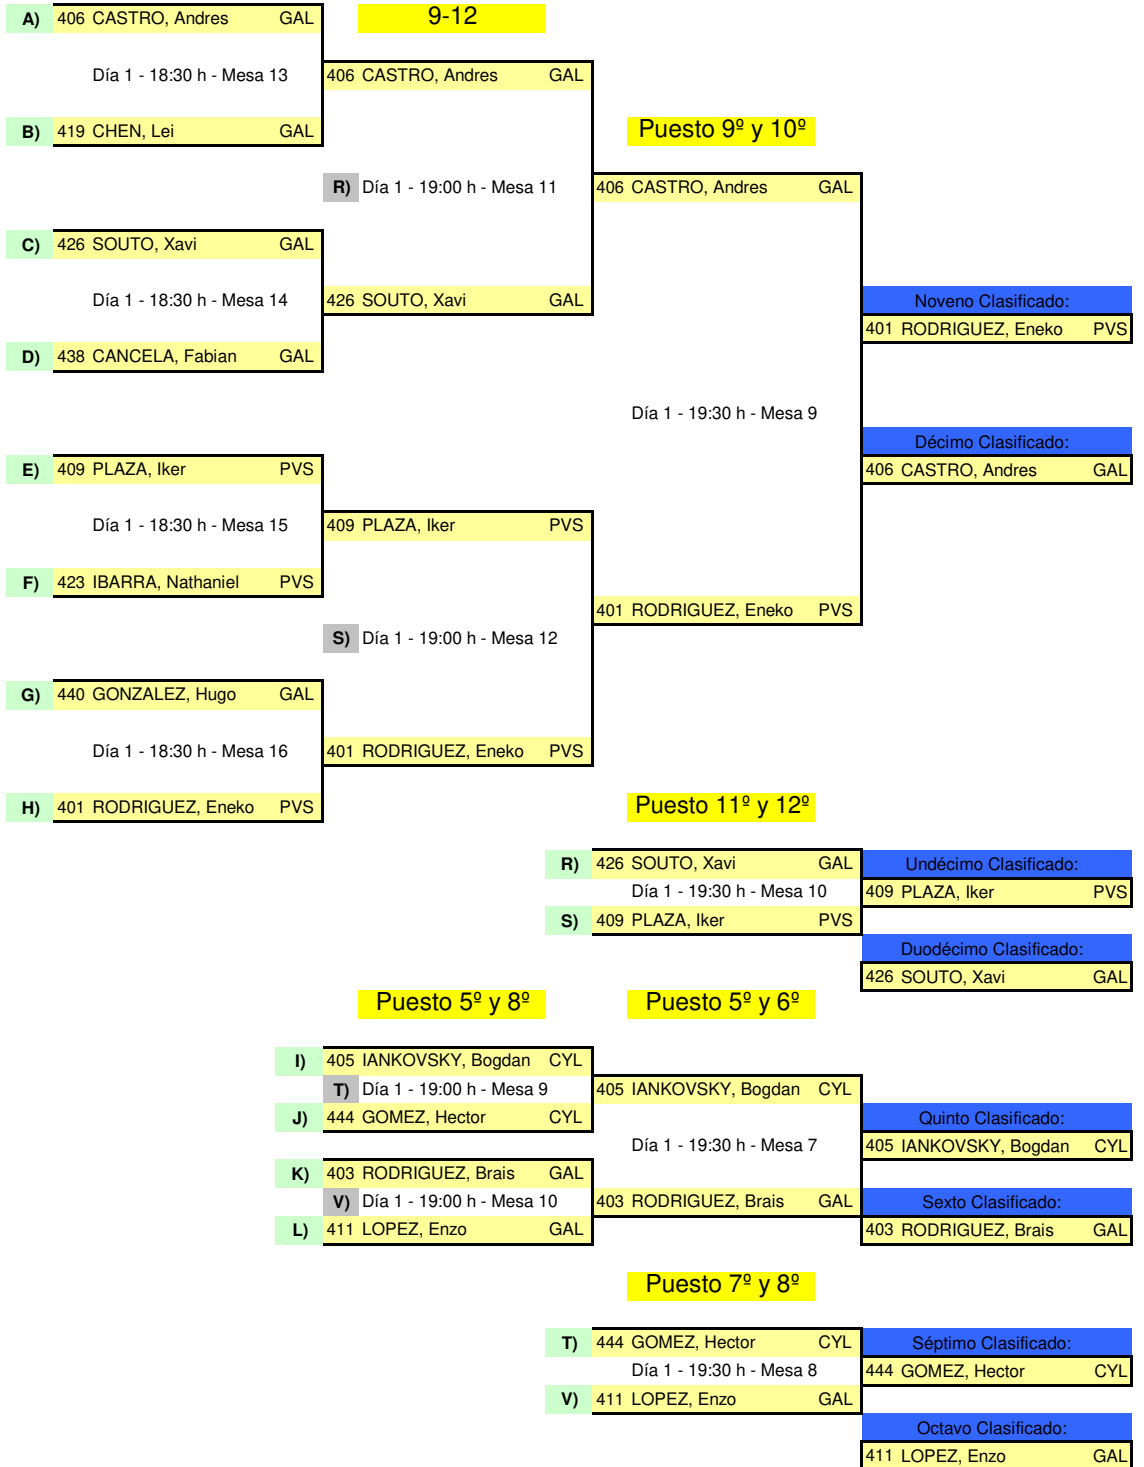 A) 406 CASTRO, Andres GAL
9-12
Día 1 - 18:30 h - Mesa 13
406 CASTRO, Andres GAL
B) 419 CHEN, Lei GAL
Puesto 9º y 10º
R) Día 1 - 19:00 h - Mesa 11
406 CASTRO, Andres GAL
C) 426 SOUTO, Xavi GAL
Día 1 - 18:30 h - Mesa 14
426 SOUTO, Xavi GAL
Noveno Clasificado:
401 RODRIGUEZ, Eneko PVS
D) 438 CANCELA, Fabian GAL
Día 1 - 19:30 h - Mesa 9
Décimo Clasificado:
406 CASTRO, Andres GAL
E) 409 PLAZA, Iker PVS
Día 1 - 18:30 h - Mesa 15
409 PLAZA, Iker PVS
F) 423 IBARRA, Nathaniel PVS
401 RODRIGUEZ, Eneko PVS
S) Día 1 - 19:00 h - Mesa 12
G) 440 GONZALEZ, Hugo GAL
Día 1 - 18:30 h - Mesa 16
401 RODRIGUEZ, Eneko PVS
H) 401 RODRIGUEZ, Eneko PVS
Puesto 11º y 12º
R) 426 SOUTO, Xavi GAL
Undécimo Clasificado:
Día 1 - 19:30 h - Mesa 10
409 PLAZA, Iker PVS
S) 409 PLAZA, Iker PVS
Duodécimo Clasificado:
426 SOUTO, Xavi GAL
Puesto 5º y 8º
Puesto 5º y 6º
I) 405 IANKOVSKY, Bogdan CYL
T) Día 1 - 19:00 h - Mesa 9
405 IANKOVSKY, Bogdan CYL
J) 444 GOMEZ, Hector CYL
Quinto Clasificado:
Día 1 - 19:30 h - Mesa 7
405 IANKOVSKY, Bogdan CYL
K) 403 RODRIGUEZ, Brais GAL
V) Día 1 - 19:00 h - Mesa 10
403 RODRIGUEZ, Brais GAL
Sexto Clasificado:
L) 411 LOPEZ, Enzo GAL
403 RODRIGUEZ, Brais GAL
Puesto 7º y 8º
T) 444 GOMEZ, Hector CYL
Séptimo Clasificado:
Día 1 - 19:30 h - Mesa 8
444 GOMEZ, Hector CYL
V) 411 LOPEZ, Enzo GAL
Octavo Clasificado:
411 LOPEZ, Enzo GAL